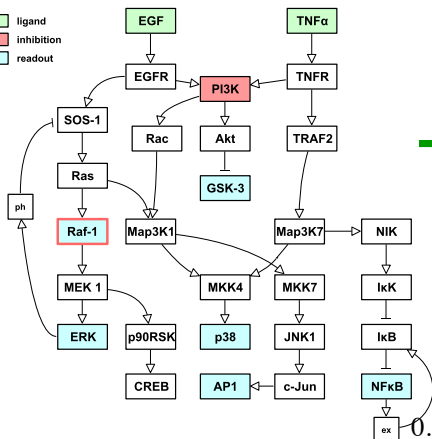 ligand
inhibition
readout
EGF
TNFα
EGFR
PI3K
TNFR
SOS-1
Rac
Akt
TRAF2
Ras
GSK-3
ph
Raf-1
Map3K1
Map3K7
NIK
MEK 1
MKK4
MKK7
IκK
ERK
p90RSK
p38
JNK1
IκB
CREB
AP1
c-Jun
NFκB
ex
0.